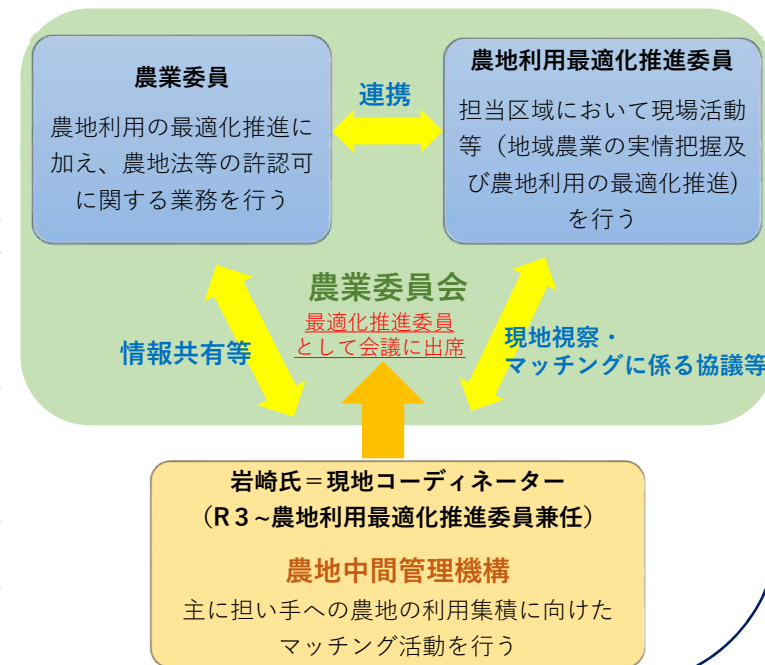 農業委員
農地利用の最適化推進に
加え、農地法等の許認可
に関する業務を行う
連携
農地利用最適化推進委員
担当区域において現場活動
等（地域農業の実情把握及
び農地利用の最適化推進)
を行う
農業委員会
最適化推進委員
として会議に出席
情報共有等
現地視察・
マッチングに係る協議等
岩崎氏＝現地コーディネーター
（R３~農地利用最適化推進委員兼任）
農地中間管理機構
主に担い手への農地の利用集積に向けた
マッチング活動を行う